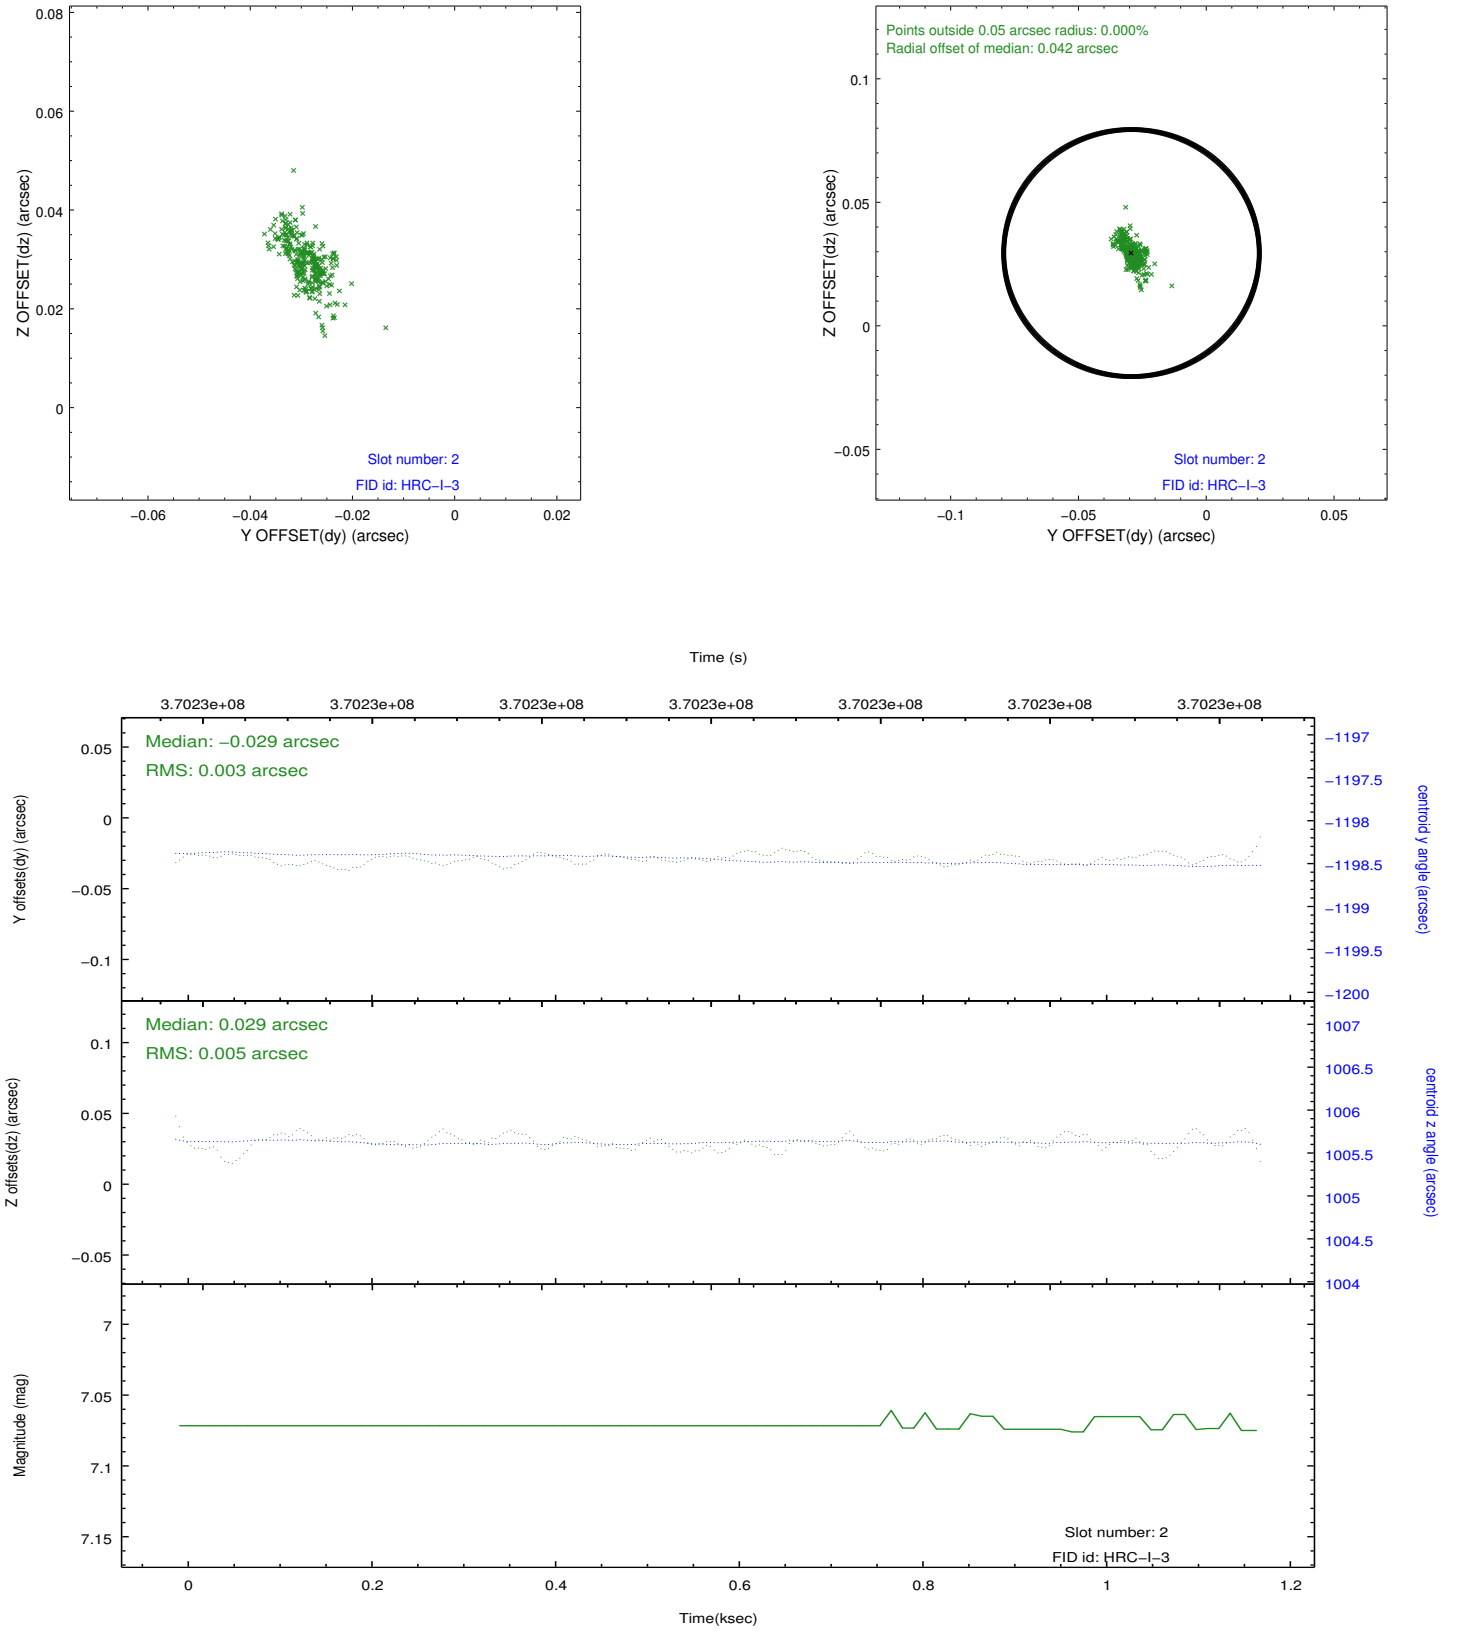 0.08
0.06
0.04
0.02
0
Z OFFSET(dz) (arcsec)
Slot number: 2
FID id: HRC−I−3
−0.06 −0.04 −0.02 0 0.02
Y OFFSET(dy) (arcsec)
Points outside 0.05 arcsec radius: 0.000%
Radial offset of median: 0.042 arcsec
0.1
0.05
0
−0.05
Z OFFSET(dz) (arcsec)
Slot number: 2
FID id: HRC−I−3
−0.1 −0.05 0 0.05
Y OFFSET(dy) (arcsec)
Time (s)
3.7023e+08 3.7023e+08 3.7023e+08 3.7023e+08 3.7023e+08 3.7023e+08 3.7023e+08
Median: −0.029 arcsec
RMS: 0.003 arcsec
0.05
0
−0.05
−0.1
Y offsets(dy) (arcsec)
−1197
−1197.5
−1198
−1198.5
−1199
−1199.5
−1200
centroid y angle (arcsec)
Median: 0.029 arcsec
RMS: 0.005 arcsec
0.1
0.05
0
−0.05
Z offsets(dz) (arcsec)
1007
1006.5
1006
1005.5
1005
1004.5
1004
centroid z angle (arcsec)
7
7.05
7.1
7.15
Magnitude (mag)
Slot number: 2
FID id: HRC−I−3
0 0.2 0.4 0.6 0.8 1 1.2
Time(ksec)